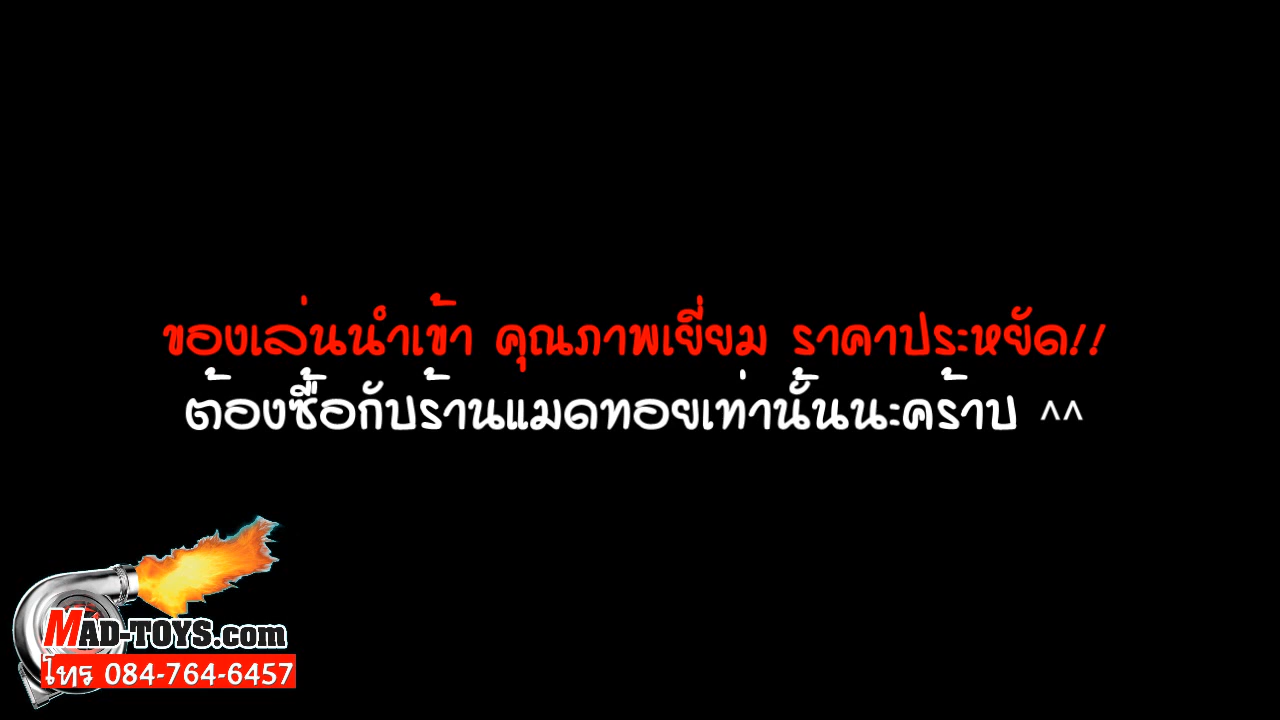 ของเล่นนำเข้า คุณภาพเยี่ยม ราคาประหยัด!!
ต้องซื้อกับร้านแมดทอยเท่านั้นนะคร้าบ ^^
MAD-TOYS.com
โทร 084-764-6457